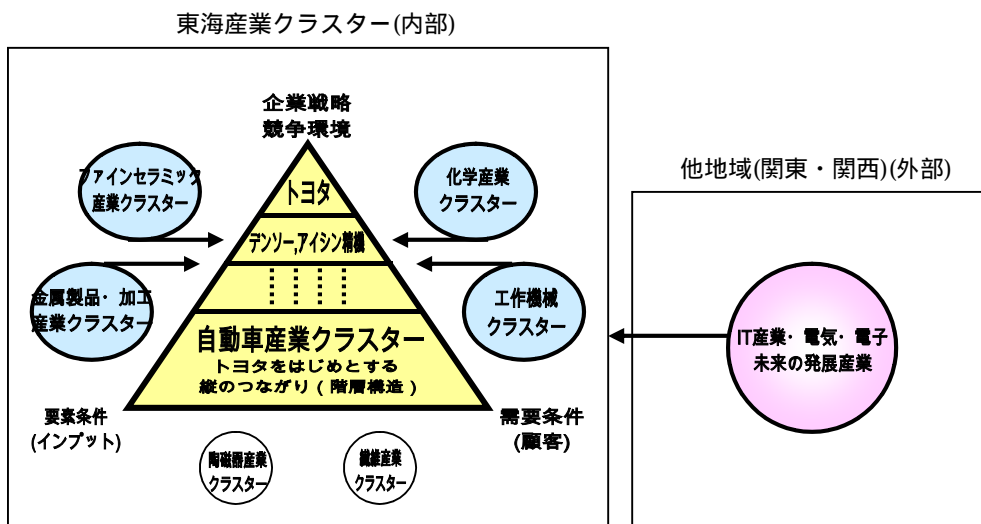 東海産業クラスター(内部)
企業戦略
競争環境
ファインセラミック
産業クラスター
化学産業
クラスター
トヨタ
デンソー,アイシン精機
金属製品・加工
産業クラスター
工作機械
クラスター
自動車産業クラスター
トヨタをはじめとする
縦のつながり(階層構造)
要素条件
(インプット)
需要条件
(顧客)
陶磁器産業
クラスター
繊維産業
クラスター
他地域(関東・関西)(外部)
IT産業・電気・電子
未来の発展産業